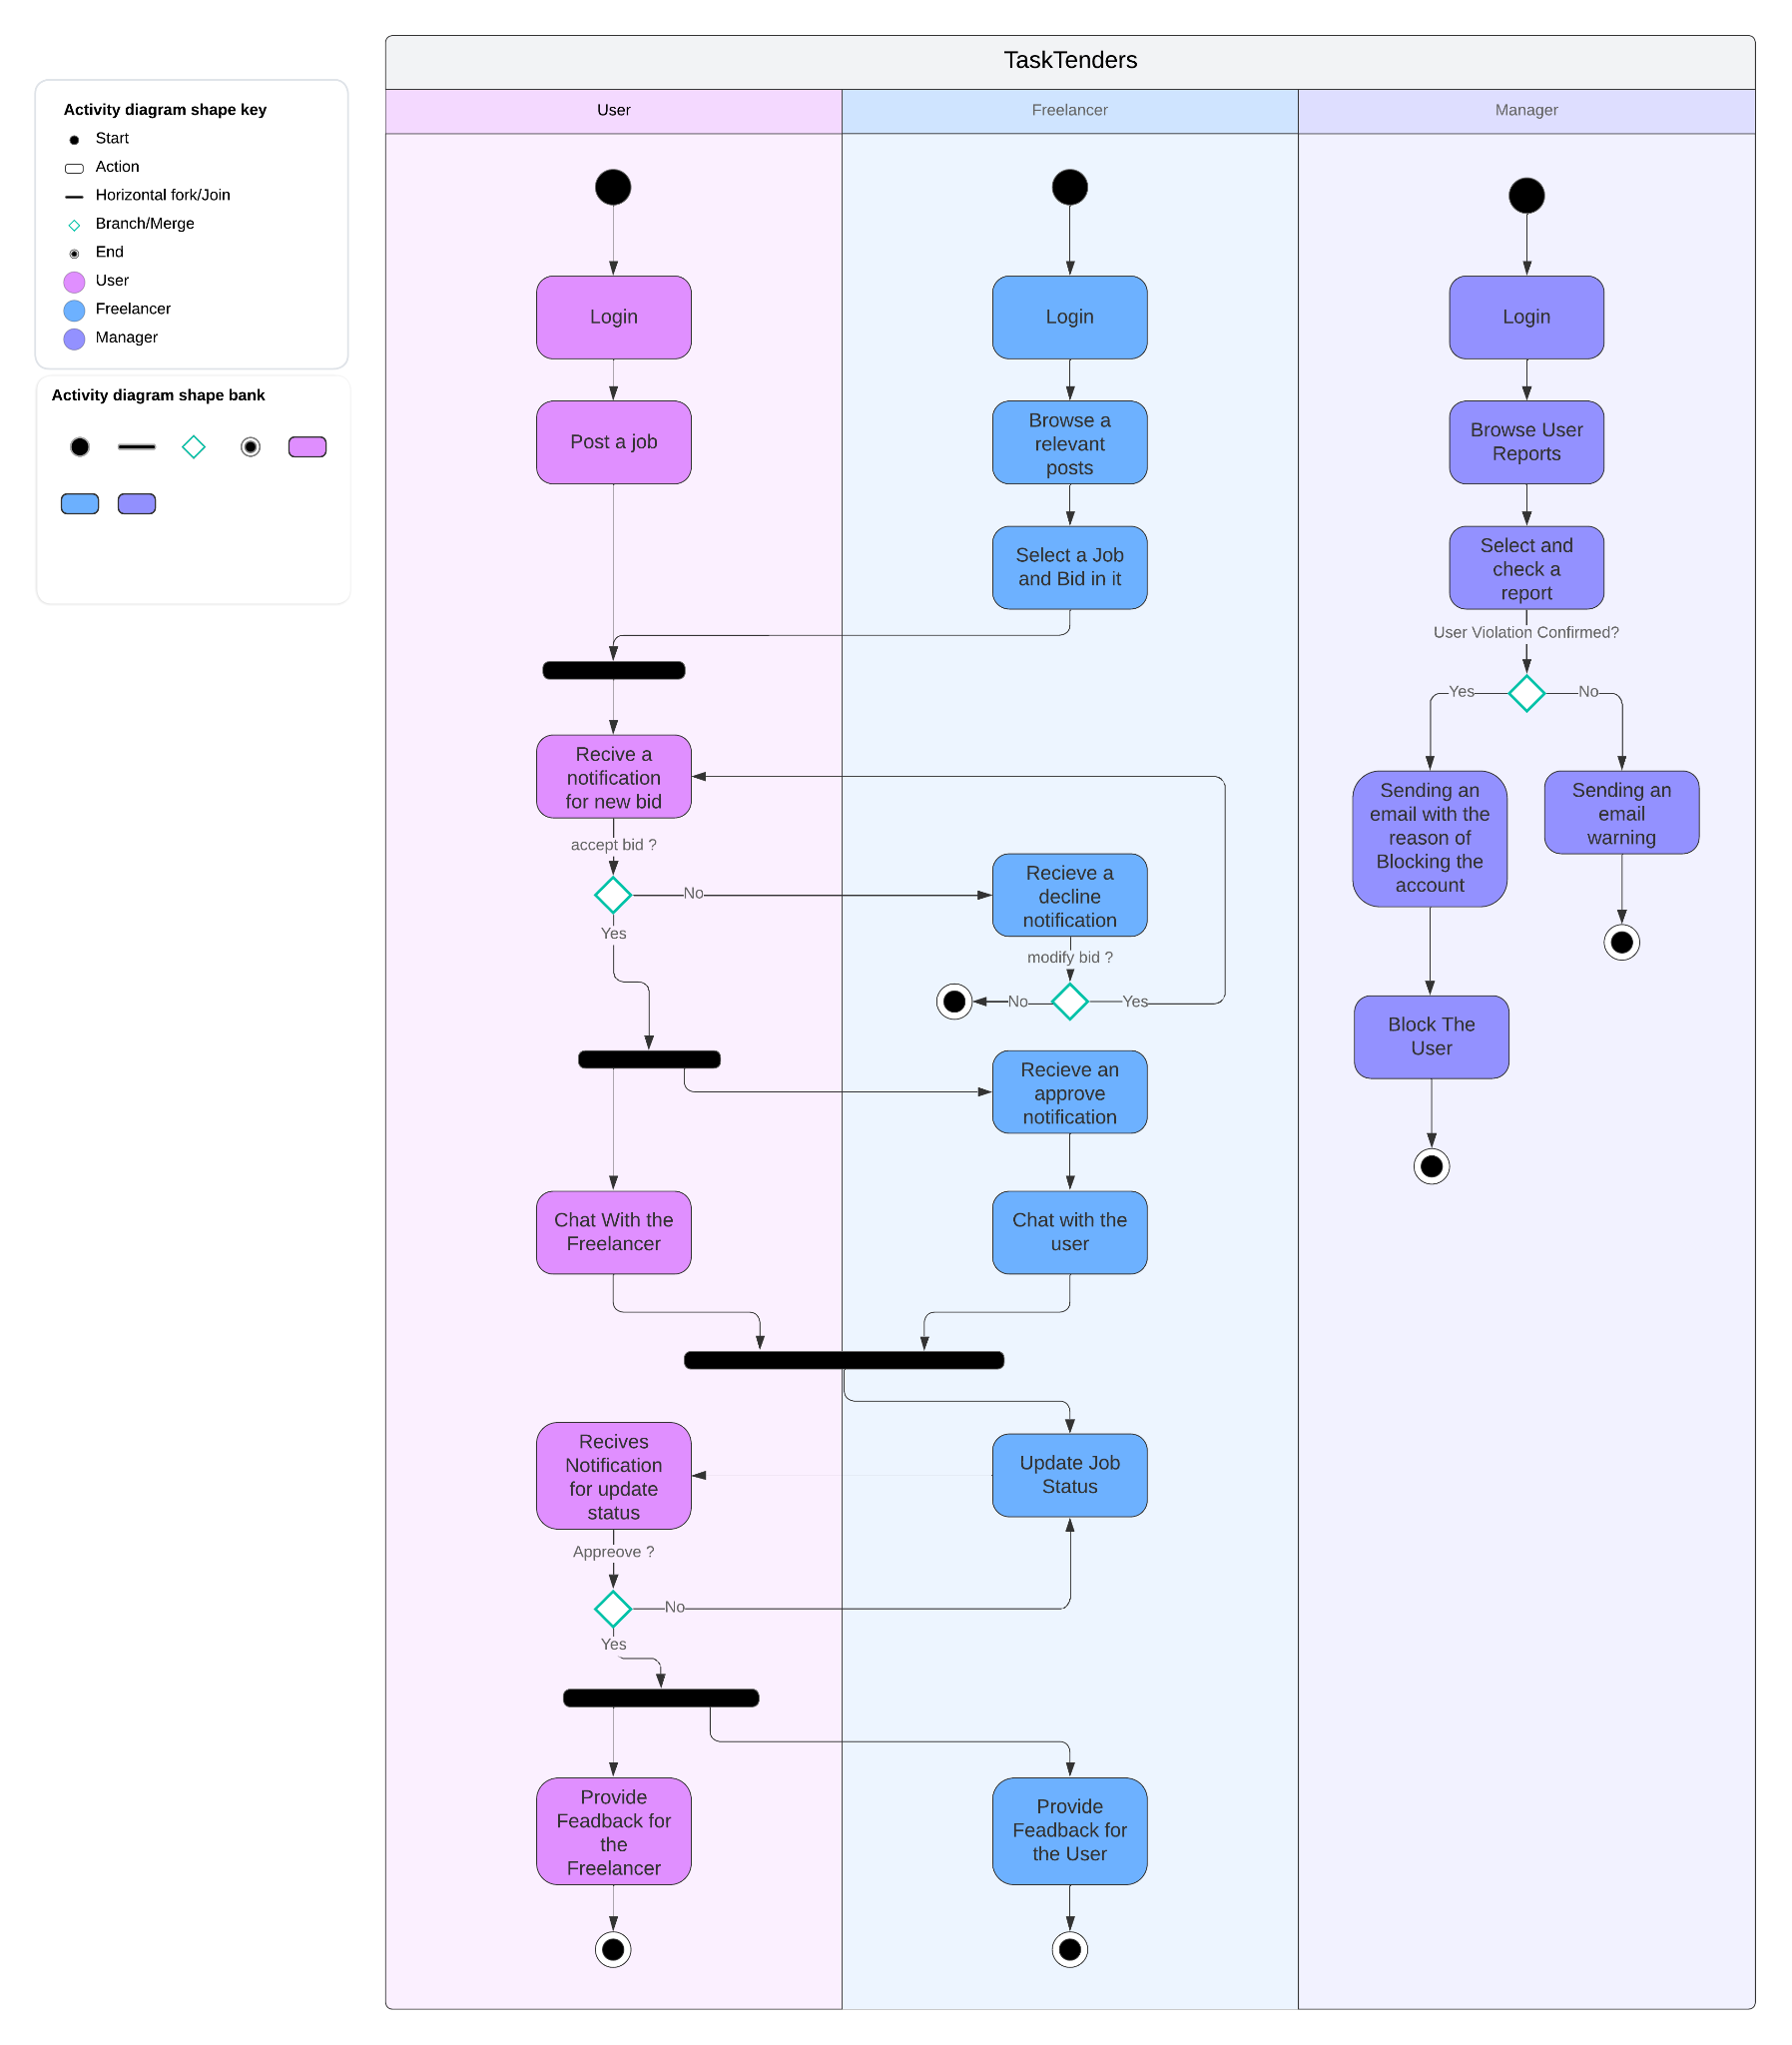 TaskTenders
User
Freelancer
Manager
Activity diagram shape key
Start
Action
Horizontal fork/Join
Branch/Merge
End
User
Freelancer
Manager
Activity diagram shape bank
Login
Post a job
Recive a
notification
for new bid
accept bid ?
No
Yes
Chat With the
Freelancer
Recives
Notification
for update
status
Appreove ?
No
Yes
Provide
Feadback for
the
Freelancer
Login
Browse a
relevant
posts
Select a Job
and Bid in it
Recieve a
decline
notification
modify bid ?
No
Yes
Recieve an
approve
notification
Chat with the
user
Update Job
Status
Provide
Feadback for
the User
Login
Browse User
Reports
Select and
check a
report
User Violation Confirmed?
Yes
No
Sending an
email with the
reason of
Blocking the
account
Sending an
email
warning
Block The
User